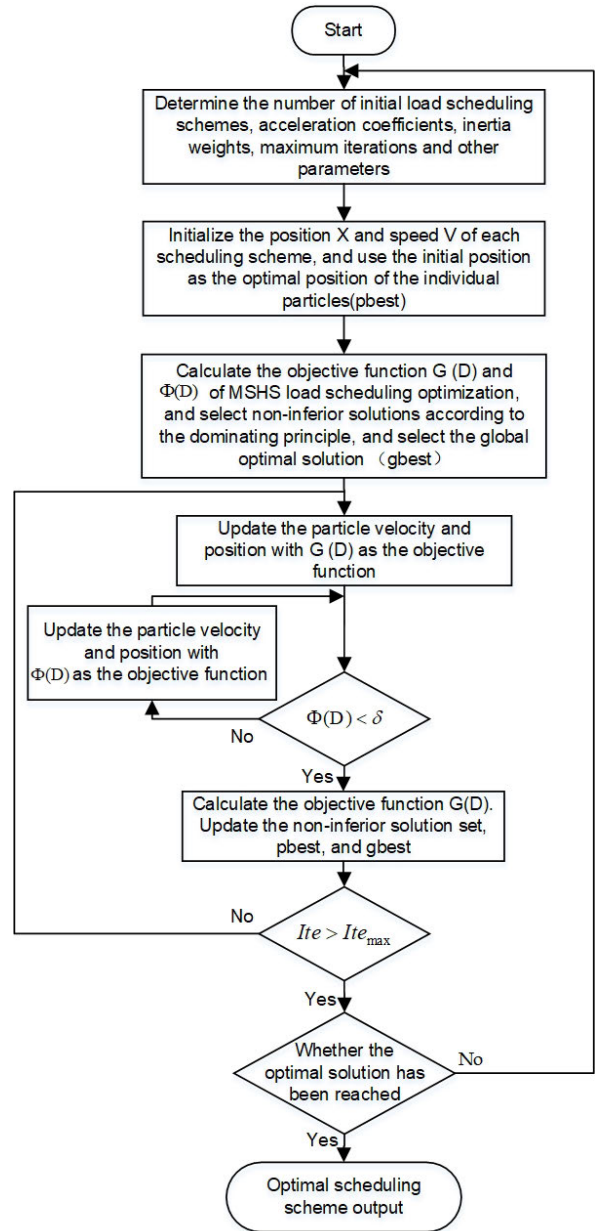 Start
Determine the number of initial load scheduling
schemes, acceleration coefficients, inertia
weights, maximum iterations and other
parameters
Initialize the position X and speed V of each
scheduling scheme, and use the initial position
as the optimal position of the individual
particles(pbest)
Calculate the objective function G (D) and
Φ(D) of MSHS load scheduling optimization,
and select non-inferior solutions according to
the dominating principle, and select the global
optimal solution （gbest）
Update the particle velocity and
position with G (D) as the objective
function
Update the particle velocity
and position with
Φ(D) as the objective function
No
Φ(D) < δ
Yes
Calculate the objective function G(D).
Update the non-inferior solution set,
pbest, and gbest
No
Ite > Ite_max
Yes
Whether the
optimal solution has
been reached
No
Yes
Optimal scheduling
scheme output